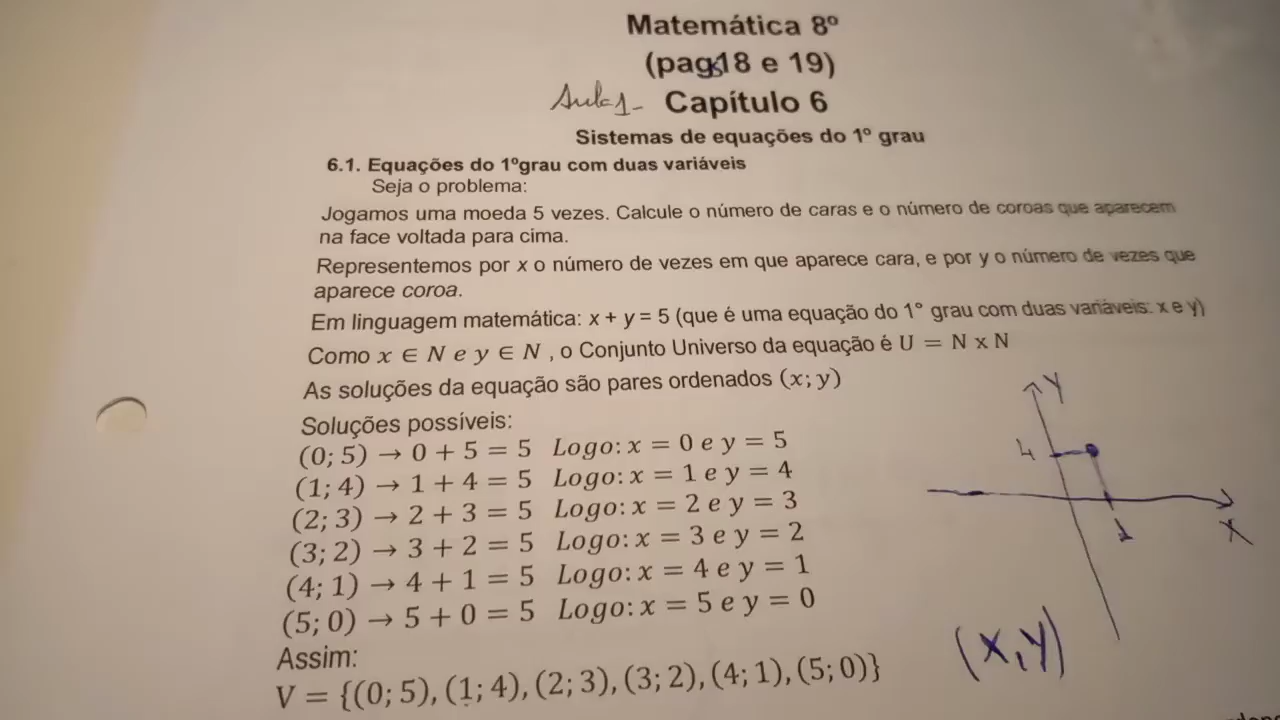 Matemática 8º
(pags18 e 19)
Aula 1- Capítulo 6
Sistemas de equações do 1º grau
6.1. Equações do 1ºgrau com duas variáveis
Seja o problema:
Jogamos uma moeda 5 vezes. Calcule o número de caras e o número de coroas que aparecem
na face voltada para cima.
Representemos por x o número de vezes em que aparece cara, e por y o número de vezes que
aparece coroa.
Em linguagem matemática: x + y = 5 (que é uma equação do 1° grau com duas variáveis: x e y)
Como x ∈ N e y ∈ N , o Conjunto Universo da equação é U = N x N
As soluções da equação são pares ordenados (x; y)
Soluções possíveis:
(0; 5) → 0 + 5 = 5 Logo: x = 0 e y = 5
(1; 4) → 1 + 4 = 5 Logo: x = 1 e y = 4
(2; 3) → 2 + 3 = 5 Logo: x = 2 e y = 3
(3; 2) → 3 + 2 = 5 Logo: x = 3 e y = 2
(4; 1) → 4 + 1 = 5 Logo: x = 4 e y = 1
(5; 0) → 5 + 0 = 5 Logo: x = 5 e y = 0
Assim:
V = {(0; 5), (1; 4), (2; 3), (3; 2), (4; 1), (5; 0)}
Y
4
1
X
(X,Y)